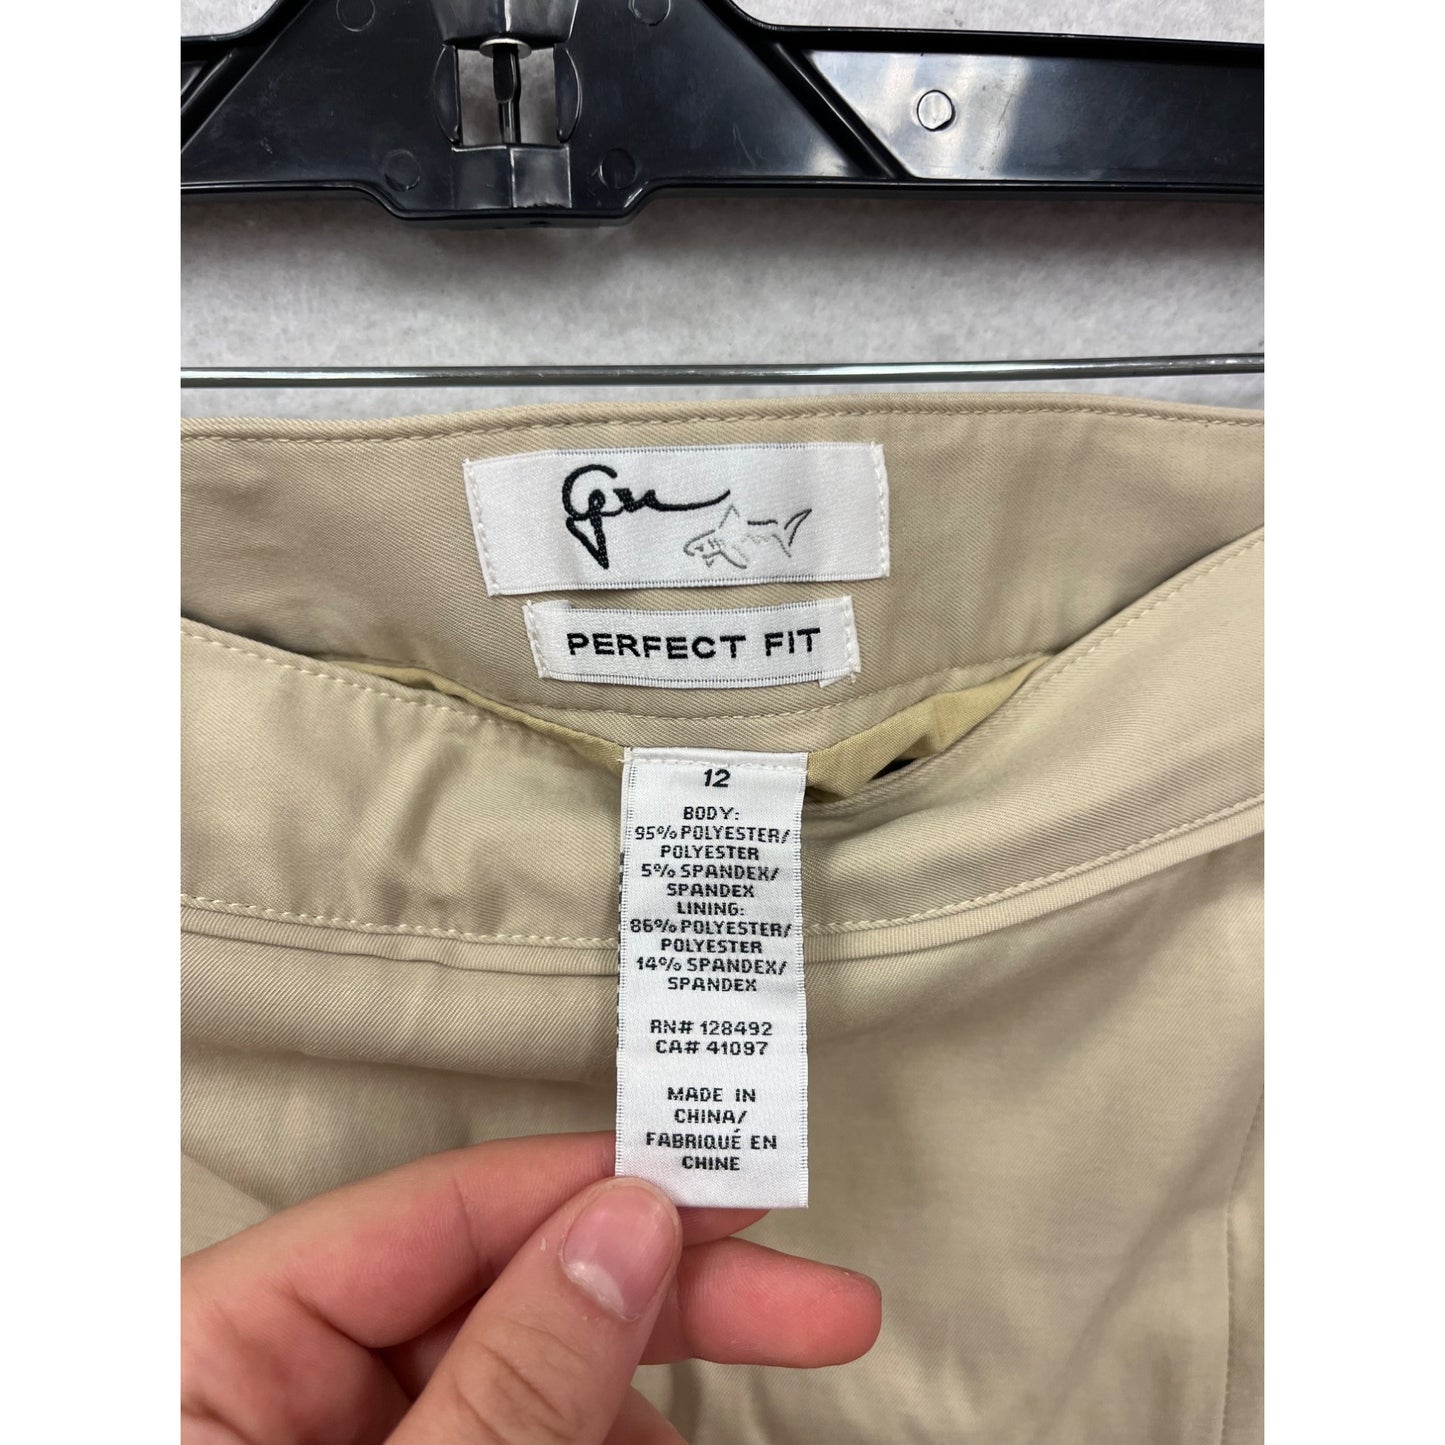 PERFECT FIT
12
BODY:
95% POLYESTER/
POLYESTER
5% SPANDEX/
SPANDEX
LINING:
86% POLYESTER/
POLYESTER
14% SPANDEX/
SPANDEX
RN# 128492
CA# 41097
MADE IN
CHINA/
FABRIQUÉ EN
CHINE